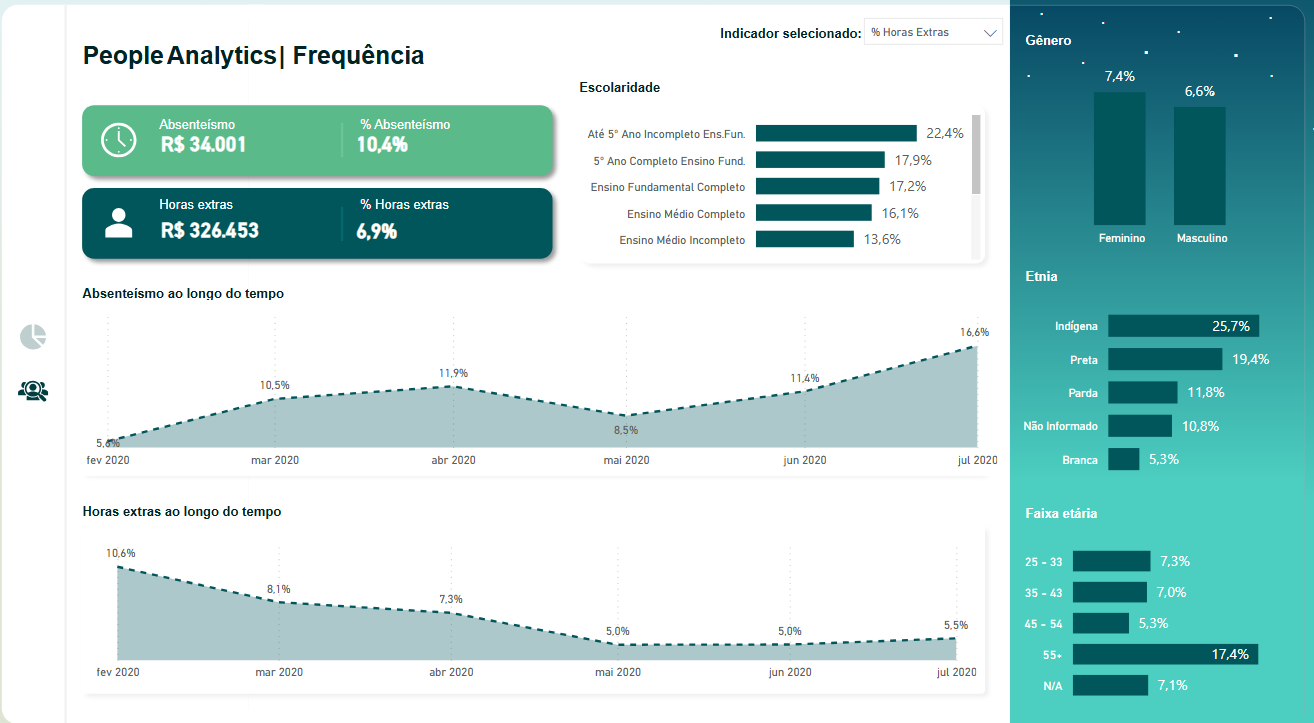 People Analytics| Frequência
Indicador selecionado: % Horas Extras
Absenteísmo
R$ 34.001
% Absenteísmo
10,4%
Horas extras
R$ 326.453
% Horas extras
6,9%
Escolaridade
Até 5° Ano Incompleto Ens.Fun. 22,4%
5° Ano Completo Ensino Fund. 17,9%
Ensino Fundamental Completo 17,2%
Ensino Médio Completo 16,1%
Ensino Médio Incompleto 13,6%
Absenteísmo ao longo do tempo
5,6% 10,5% 11,9% 8,5% 11,4% 16,6%
fev 2020 mar 2020 abr 2020 mai 2020 jun 2020 jul 2020
Horas extras ao longo do tempo
10,6% 8,1% 7,3% 5,0% 5,0% 5,5%
fev 2020 mar 2020 abr 2020 mai 2020 jun 2020 jul 2020
Gênero
7,4% 6,6%
Feminino Masculino
Etnia
Indígena 25,7%
Preta 19,4%
Parda 11,8%
Não Informado 10,8%
Branca 5,3%
Faixa etária
25 - 33 7,3%
35 - 43 7,0%
45 - 54 5,3%
55+ 17,4%
N/A 7,1%